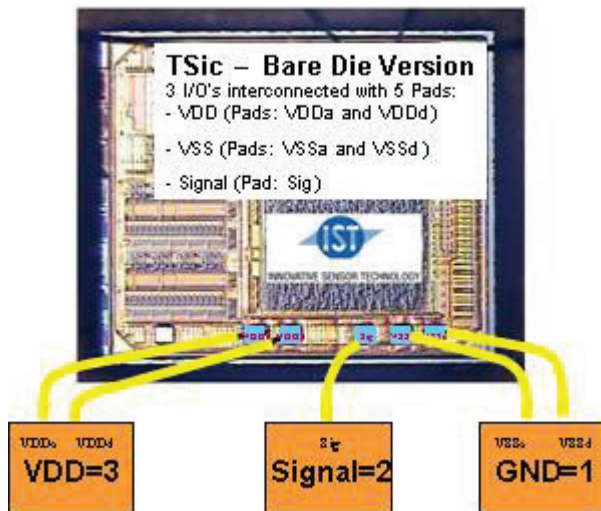 TSic – Bare Die Version
3 I/O's interconnected with 5 Pads:
- VDD (Pads: VDDa and VDDd)
- VSS (Pads: VSSa and VSSd)
- Signal (Pad: Sig)
IST
INNOVATIVE SENSOR TECHNOLOGY
Sig
VDDa VDDd
VDD=3
Sig
Signal=2
VSSa VSSd
GND=1